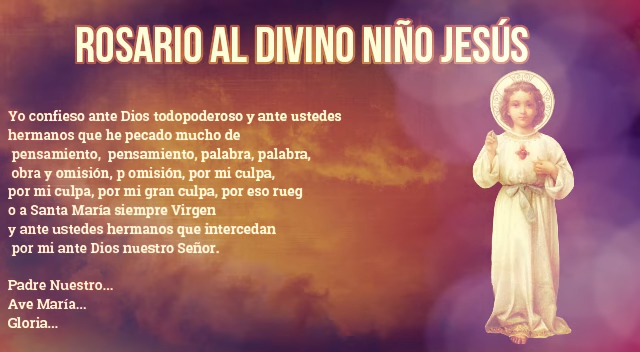 ROSARIO AL DIVINO NIÑO JESÚS
Yo confieso ante Dios todopoderoso y ante ustedes
hermanos que he pecado mucho de
pensamiento, pensamiento, palabra, palabra,
obra y omisión, p omisión, por mi culpa,
por mi culpa, por mi gran culpa, por eso rueg
o a Santa María siempre Virgen
y ante ustedes hermanos que intercedan
por mi ante Dios nuestro Señor.
Padre Nuestro...
Ave María...
Gloria...